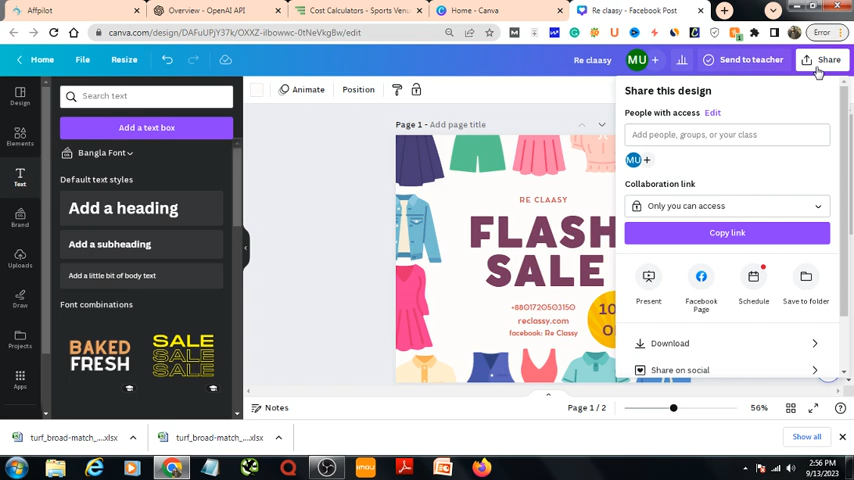 Affpilot
Overview - OpenAI API
Cost Calculators - Sports Venu
Home - Canva
Re claasy - Facebook Post
canva.com/design/DAFuUpjY37k/OXz-ilbowwc-0tNeVkg8w/edit
Error
Home
File
Resize
Re claasy
MU
Send to teacher
Share
Design
Elements
Text
Brand
Uploads
Draw
Projects
Apps
Search text
Add a text box
Bangla Font
Default text styles
Add a heading
Add a subheading
Add a little bit of body text
Font combinations
BAKED
FRESH
SALE
SALE
SALE
Animate
Position
Page 1 - Add page title
RE CLAASY
FLASH
SALE
+8801720503150
reclassy.com
facebook: Re Claasy
10
O
Share this design
People with access Edit
Add people, groups, or your class
MU
Collaboration link
Only you can access
Copy link
Present
Facebook
Page
Schedule
Save to folder
Download
Share on social
Notes
Page 1 / 2
56%
turf_broad-match_....xlsx
turf_broad-match_....xlsx
Show all
2:56 PM
9/13/2023